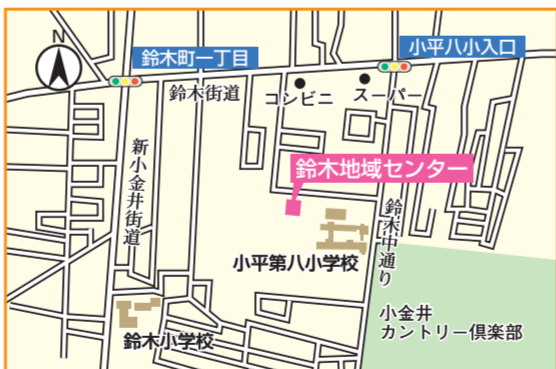 N
鈴木町一丁目
小平八小入口
鈴木街道
コンビニ
スーパー
新小金井街道
鈴木地域センター
鈴木中通り
小平第八小学校
小金井
カントリー倶楽部
鈴木小学校